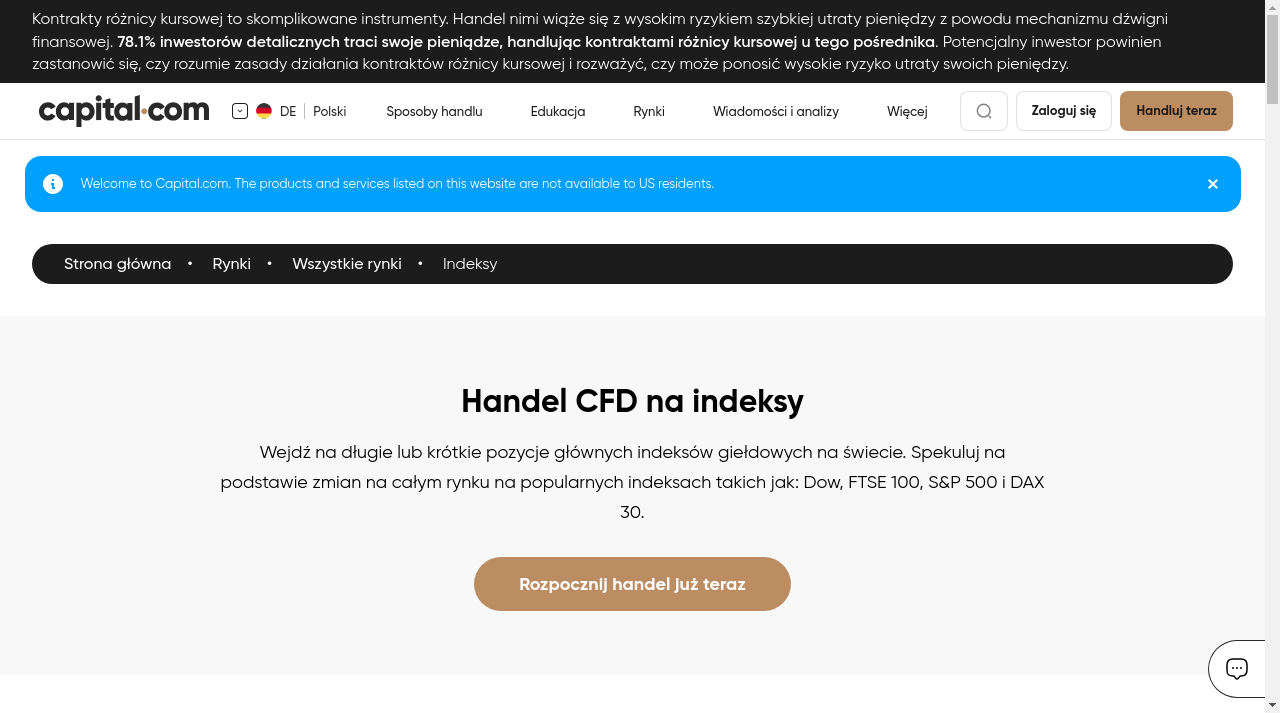 Kontrakty różnicy kursowej to skomplikowane instrumenty. Handel nimi wiąże się z wysokim ryzykiem szybkiej utraty pieniędzy z powodu mechanizmu dźwigni
finansowej. 78.1% inwestorów detalicznych traci swoje pieniądze, handlując kontraktami różnicy kursowej u tego pośrednika. Potencjalny inwestor powinien
zastanowić się, czy rozumie zasady działania kontraktów różnicy kursowej i rozważyć, czy może ponosić wysokie ryzyko utraty swoich pieniędzy.
capital.com DE Polski Sposoby handlu Edukacja Rynki Wiadomości i analizy Więcej Zaloguj się Handluj teraz
Welcome to Capital.com. The products and services listed on this website are not available to US residents.
Strona główna • Rynki • Wszystkie rynki • Indeksy
Handel CFD na indeksy
Wejdź na długie lub krótkie pozycje głównych indeksów giełdowych na świecie. Spekuluj na
podstawie zmian na całym rynku na popularnych indeksach takich jak: Dow, FTSE 100, S&P 500 i DAX
30.
Rozpocznij handel już teraz